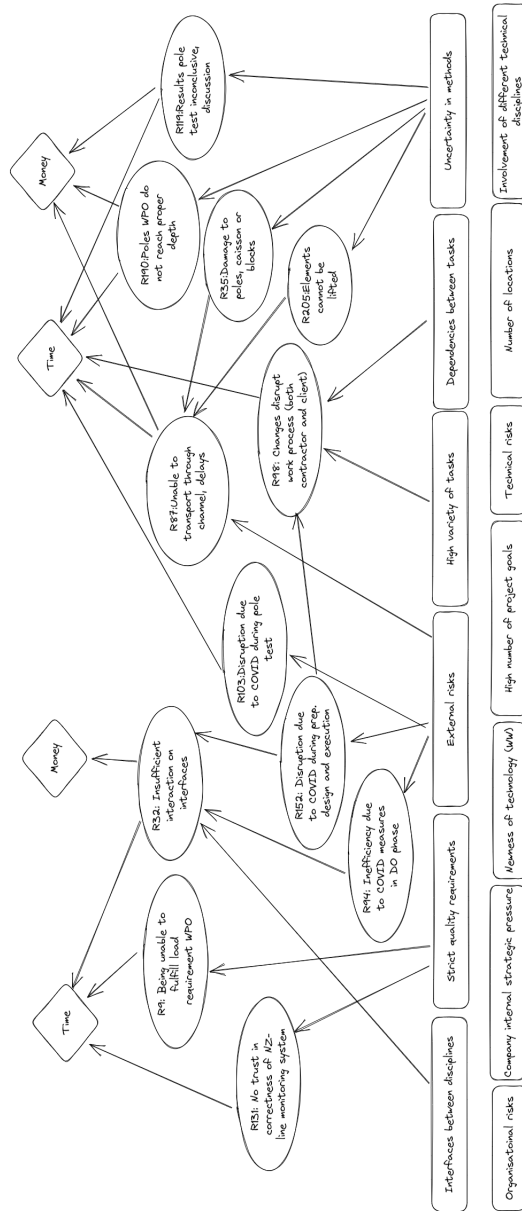 Time
Money
Time
Money
R131: No trust in
correctness of NZ-
line monitoring system
R9: Being unable to
fulfill load
requirement WPO
R32: Insufficient
interaction on
interfaces
R94: Inefficiency due
to COVID measures
in DO phase
R152: Disruption due
to COVID during prep.
design and execution
R103:Disruption due
to COVID during pole
test
R87:Unable to
transport through
channel, delays
R98: Changes disrupt
work process (both
contractor and client)
R205:Elements
cannot be
lifted
R35:Damage to
poles, caisson or
blocks
R190:Poles WPO do
not reach proper
depth
R119:Results pole
test inconclusive,
discussion
Interfaces between disciplines
Strict quality requirements
External risks
High variety of tasks
Dependencies between tasks
Uncertainty in methods
Organisatoinal risks
Company internal strategic pressure
Newness of technology (WW)
High number of project goals
Technical risks
Number of locations
Involvement of different technical
disciplines